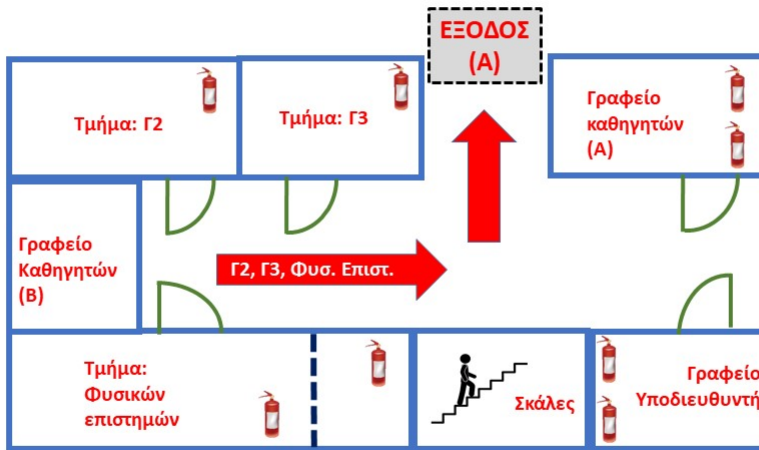 ΕΞΟΔΟΣ
(Α)
Τμήμα: Γ2
Τμήμα: Γ3
Γραφείο
καθηγητών
(Α)
Γραφείο
Καθηγητών
(Β)
Γ2, Γ3, Φυσ. Επιστ.
Τμήμα:
Φυσικών
επιστημών
Σκάλες
Γραφείο
Υποδιευθυντή